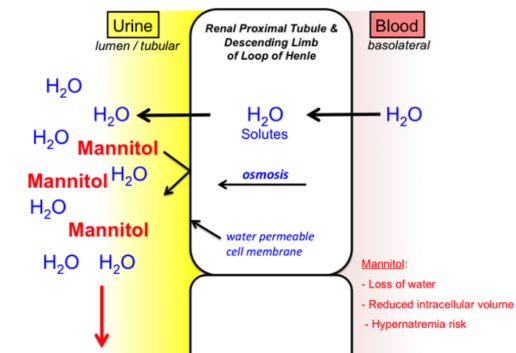 Urine
lumen / tubular
Renal Proximal Tubule &
Descending Limb
of Loop of Henle
Blood
basolateral
H₂O
H₂O
H₂O
Solutes
H₂O
H₂O
Mannitol
Mannitol
H₂O
osmosis
H₂O
Mannitol
water permeable
cell membrane
H₂O
H₂O
Mannitol:
- Loss of water
- Reduced intracellular volume
- Hypernatremia risk